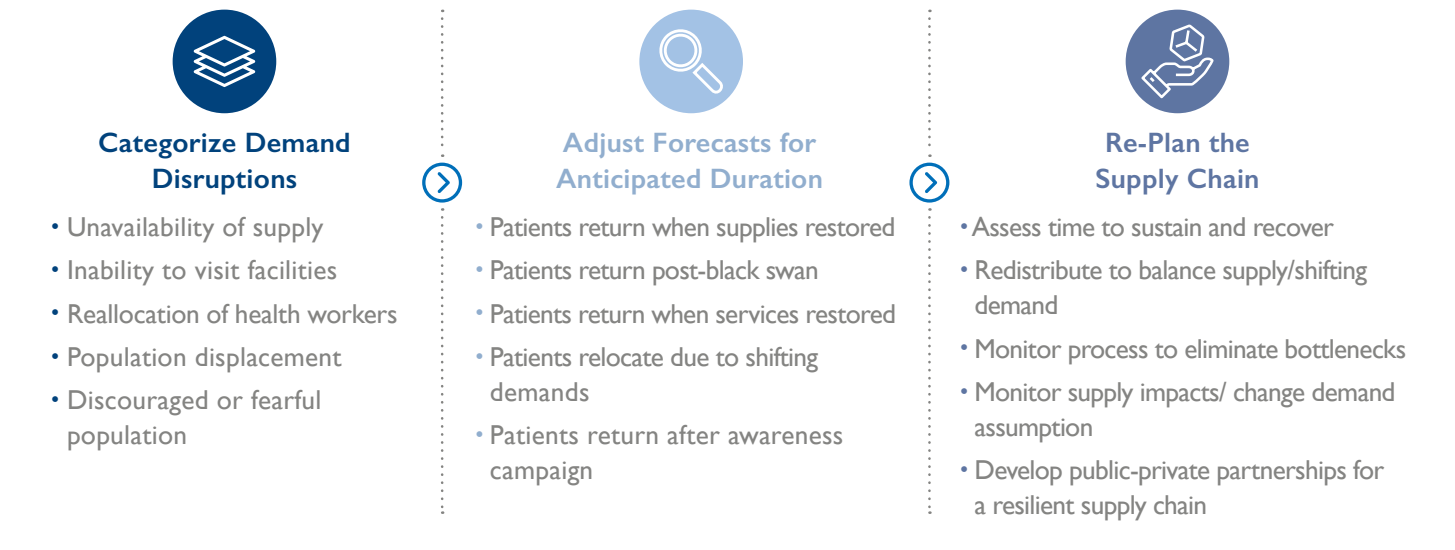 Categorize Demand
Disruptions
• Unavailability of supply
• Inability to visit facilities
• Reallocation of health workers
• Population displacement
• Discouraged or fearful
population
Adjust Forecasts for
Anticipated Duration
• Patients return when supplies restored
• Patients return post-black swan
• Patients return when services restored
• Patients relocate due to shifting
demands
• Patients return after awareness
campaign
Re-Plan the
Supply Chain
• Assess time to sustain and recover
• Redistribute to balance supply/shifting
demand
• Monitor process to eliminate bottlenecks
• Monitor supply impacts/ change demand
assumption
• Develop public-private partnerships for
a resilient supply chain